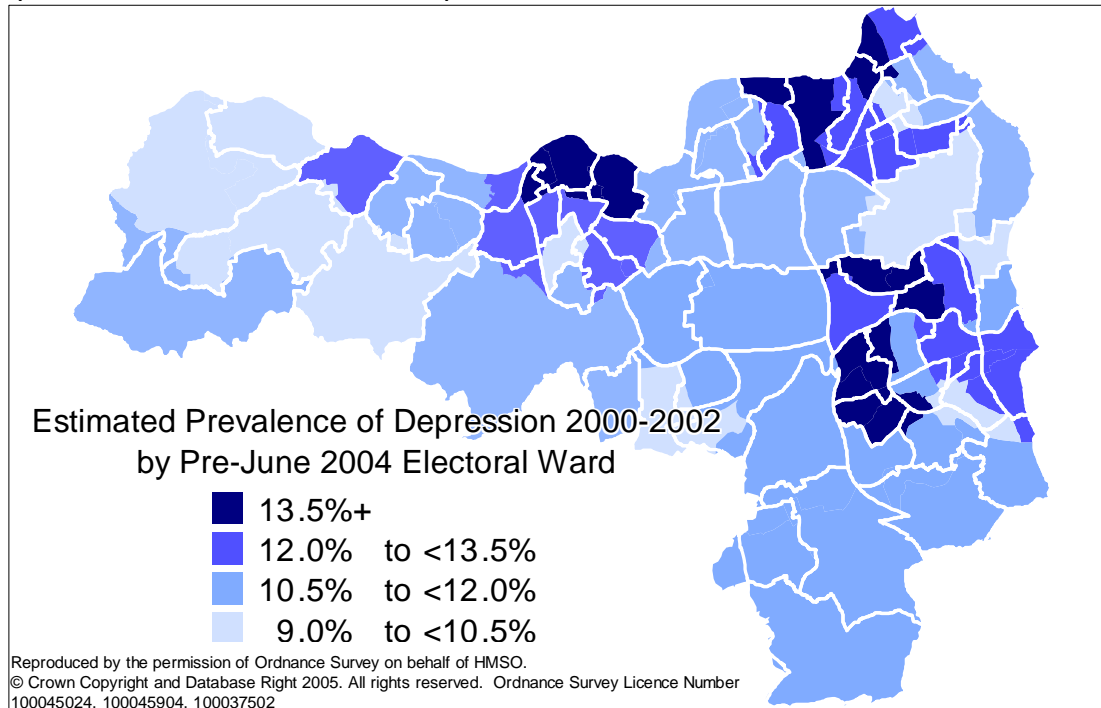 Estimated Prevalence of Depression 2000-2002
by Pre-June 2004 Electoral Ward
13.5%+
12.0% to <13.5%
10.5% to <12.0%
9.0% to <10.5%
Reproduced by the permission of Ordnance Survey on behalf of HMSO.
© Crown Copyright and Database Right 2005. All rights reserved. Ordnance Survey Licence Number
100045024, 100045904, 100037502